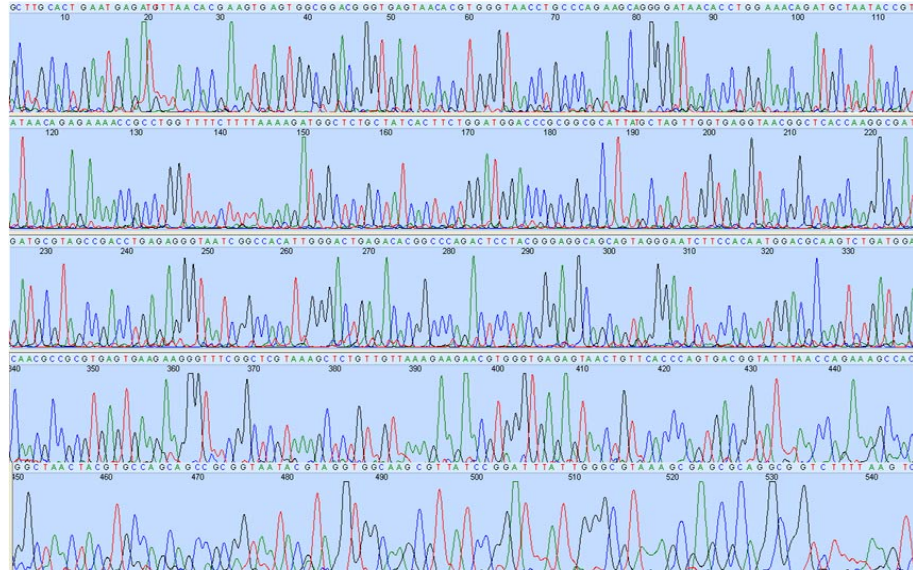 GCTTGCACTGAATGAGATGTTAACACGAAGTGAGTGGCGGACGGGTGAGTAACACGTGGGTAACCTGCCCAGAAGCAGGGGATAACACCTGGAAACAGATGCTAATACCGT
10 20 30 40 50 60 70 80 90 100 110
ATAACAGAGAAAACCGCCTGGTTTTCTTTTAAAAGATGGCTCTGCTATCACTTCTGGATGGACCCGCGGCGCATTATGCTAGTTGGTGAGGTAACGGCTCACCAAGGCGAT
120 130 140 150 160 170 180 190 200 210 220
GATGCGTAGCCGACCTGAGAGGGTAATCGGCCACATTGGGACTGAGACACGGCCCAGACTCCTACGGGAGGCAGCAGTAGGGAATCTTCCACAATGGACGCAAGTCTGATGGA
230 240 250 260 270 280 290 300 310 320 330
CAACGCCGCGTGAGTGAAGAAGGGTTTCGGCTCGTAAAGCTCTGTTGTTAAAGAAGAACGTGGGTGAGAGTAACTGTTCACCCAGTGACGGTATTTAACCAGAAAGCCAC
340 350 360 370 380 390 400 410 420 430 440
GGCTAACTACGTGCCAGCAGCCGCGGTAATACGTAGGTGGCAAGCGTTATCCGGATTTATTGGGCGTAAAGCGAGCGCAGGCGGTCTTTTAAGTC
450 460 470 480 490 500 510 520 530 540